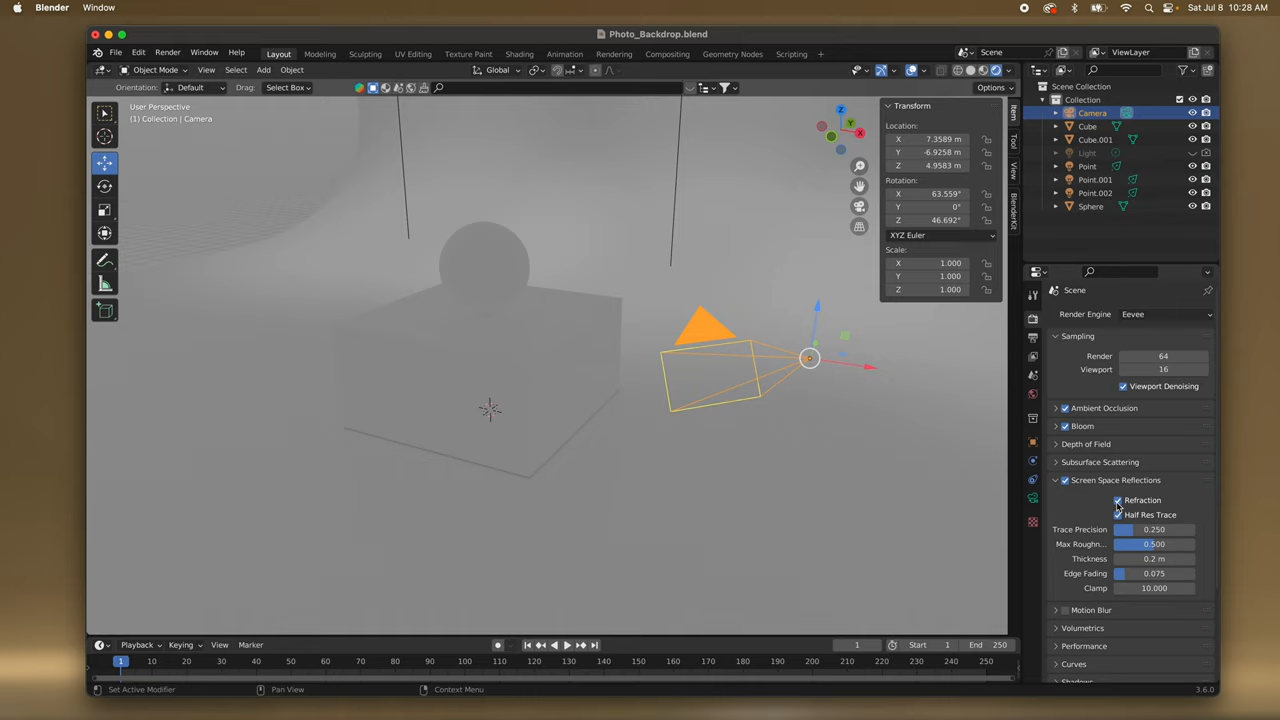 Blender Window Sat Jul 8 10:28 AM
Photo_Backdrop.blend
File Edit Render Window Help Layout Modeling Sculpting UV Editing Texture Paint Shading Animation Rendering Compositing Geometry Nodes Scripting + Scene ViewLayer
Object Mode View Select Add Object Global
Orientation: Default Drag: Select Box Options
User Perspective
(1) Collection | Camera
Z
Y
X
Transform
Location:
X 7.3589 m
Y -6.9258 m
Z 4.9583 m
Rotation:
X 63.559°
Y 0°
Z 46.692°
XYZ Euler
Scale:
X 1.000
Y 1.000
Z 1.000
Item
Tool
View
BlenderKit
Scene Collection
Collection
Camera
Cube
Cube.001
Light
Point
Point.001
Point.002
Sphere
Scene
Render Engine Eevee
Sampling
Render 64
Viewport 16
Viewport Denoising
Ambient Occlusion
Bloom
Depth of Field
Subsurface Scattering
Screen Space Reflections
Refraction
Half Res Trace
Trace Precision 0.250
Max Roughn... 0.500
Thickness 0.2 m
Edge Fading 0.075
Clamp 10.000
Motion Blur
Volumetrics
Performance
Curves
Shadows
Playback Keying View Marker 1 Start 1 End 250
1 10 20 30 40 50 60 70 80 90 100 110 120 130 140 150 160 170 180 190 200 210 220 230 240 250
Set Active Modifier Pan View Context Menu 3.6.0